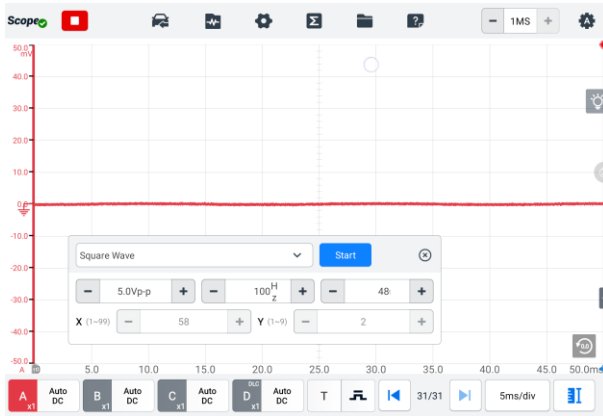 Scope
1MS
A
50.0
mV
40.0
30.0
20.0
10.0
0.0
-10.0
-20.0
-30.0
-40.0
-50.0
Square Wave Start
5.0Vp-p 100Hz 48
X (1~99) 58 Y (1~9) 2
A 5.0 10.0 15.0 20.0 25.0 30.0 35.0 40.0 45.0 50.0ms
A x1 Auto DC B x1 Auto DC C x1 Auto DC DLC D x1 Auto DC T 31/31 5ms/div